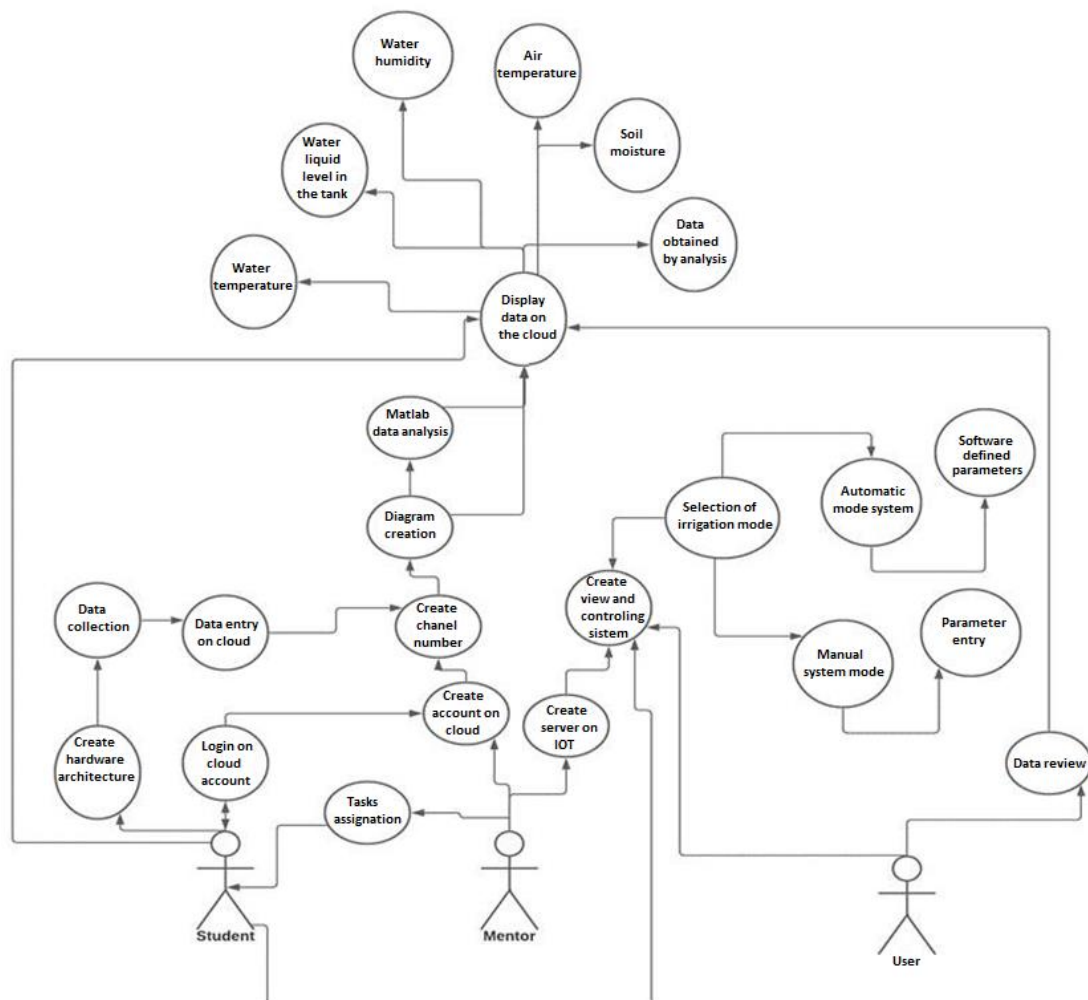 Water
humidity
Air
temperature
Soil
moisture
Water
liquid
level in
the tank
Data
obtained
by analysis
Water
temperature
Display
data on
the cloud
Matlab
data analysis
Software
defined
parameters
Automatic
mode system
Selection of
irrigation mode
Diagram
creation
Data
collection
Data entry
on cloud
Create
chanel
number
Create
view and
controling
sistem
Parameter
entry
Manual
system mode
Create
account on
cloud
Create
server on
IOT
Create
hardware
architecture
Login on
cloud
account
Data review
Tasks
assignation
Student
Mentor
User